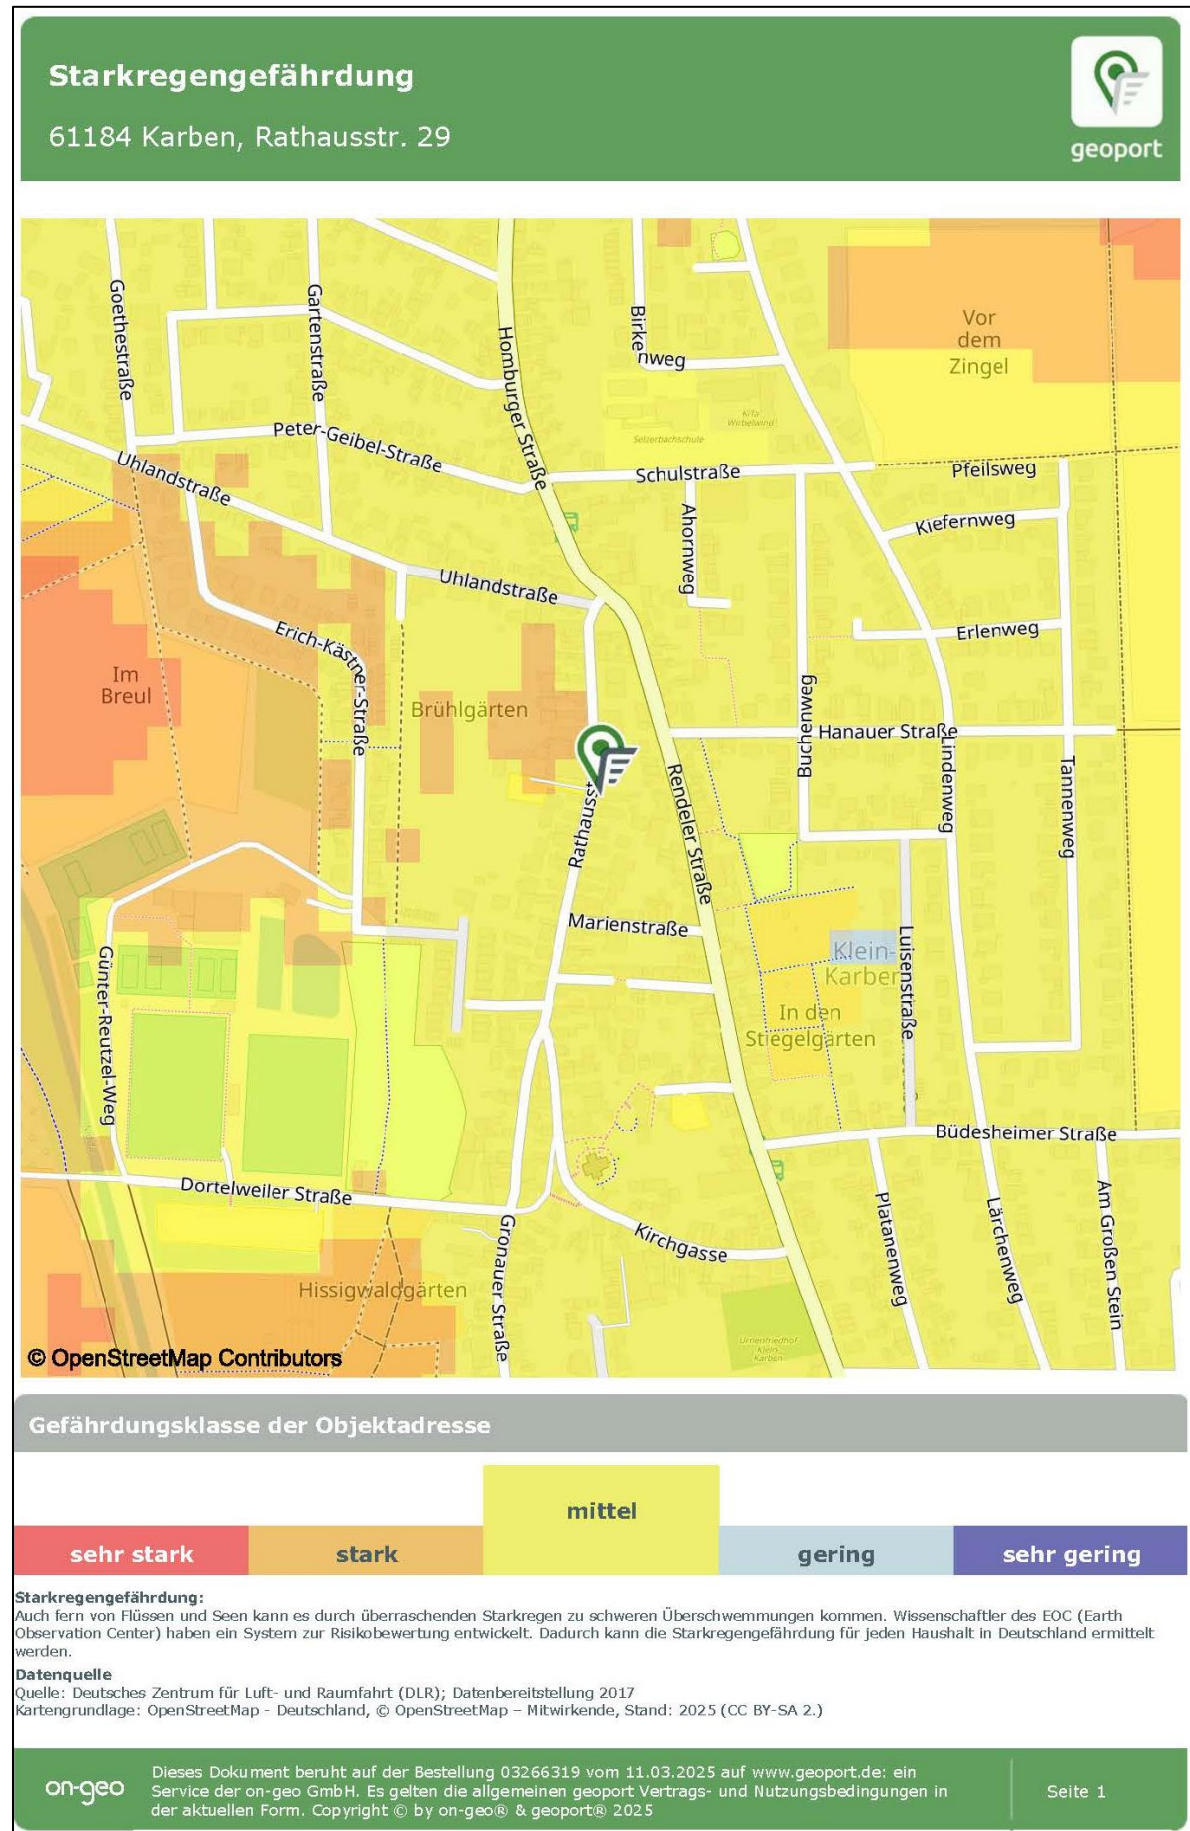 Starkregengefährdung
61184 Karben, Rathausstr. 29
geoport
Goethestraße
Gartenstraße
Homburger Straße
Birkenweg
Vor
dem
Zingel
Kita
Wirbelwind
Selzerbachschule
Peter-Geibel-Straße
Uhlandstraße
Schulstraße
Pfeilsweg
Ahornweg
Kiefernweg
Uhlandstraße
Erich-Kästner-Straße
Erlenweg
Im
Breul
Brühlgärten
Buchenweg
Hanauer Straße
Lindenweg
Tannenweg
Rendeler Straße
Rathausst
Marienstraße
Klein-
Karben
Luisenstraße
In den
Stiegelgärten
Günter-Reutzel-Weg
Büdesheimer Straße
Dortelweiler Straße
Gronauer Straße
Kirchgasse
Platanenweg
Lärchenweg
Am Großen Stein
Hissigwaldgärten
Urnenfriedhof
Klein-
Karben
© OpenStreetMap Contributors
Gefährdungsklasse der Objektadresse
mittel
sehr stark
stark
gering
sehr gering
Starkregengefährdung:
Auch fern von Flüssen und Seen kann es durch überraschenden Starkregen zu schweren Überschwemmungen kommen. Wissenschaftler des EOC (Earth
Observation Center) haben ein System zur Risikobewertung entwickelt. Dadurch kann die Starkregengefährdung für jeden Haushalt in Deutschland ermittelt
werden.
Datenquelle
Quelle: Deutsches Zentrum für Luft- und Raumfahrt (DLR); Datenbereitstellung 2017
Kartengrundlage: OpenStreetMap - Deutschland, © OpenStreetMap – Mitwirkende, Stand: 2025 (CC BY-SA 2.)
on-geo
Dieses Dokument beruht auf der Bestellung 03266319 vom 11.03.2025 auf www.geoport.de: ein
Service der on-geo GmbH. Es gelten die allgemeinen geoport Vertrags- und Nutzungsbedingungen in
der aktuellen Form. Copyright © by on-geo® & geoport® 2025
Seite 1